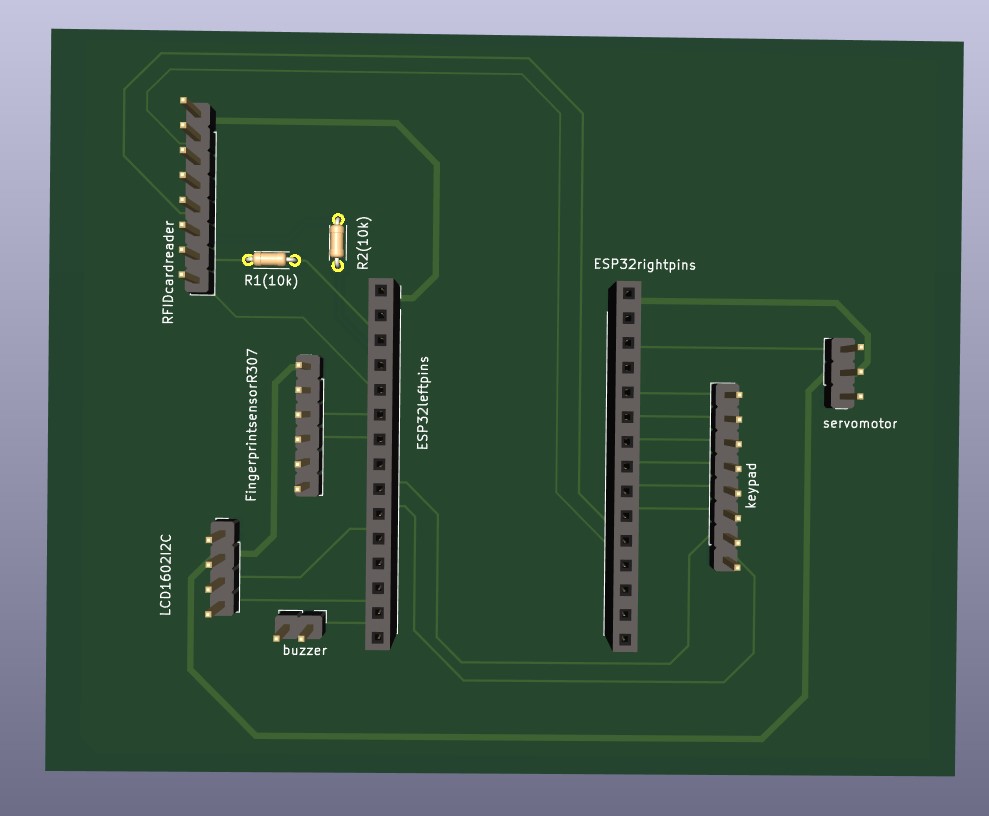 RFIDcardreader
R1(10k)
R2(10k)
ESP32rightpins
FingerprintsensorR307
ESP32leftpins
servomotor
keypad
LCD1602I2C
buzzer